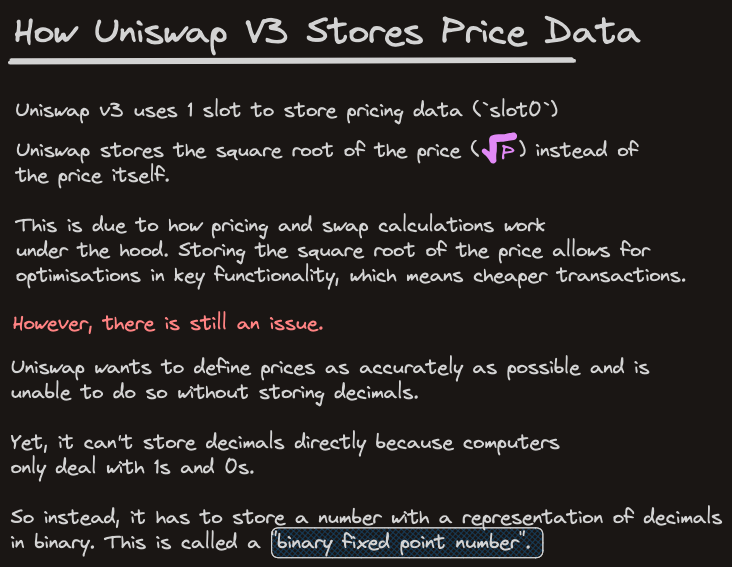 How Uniswap V3 Stores Price Data
Uniswap v3 uses 1 slot to store pricing data (`slot0`)
Uniswap stores the square root of the price (√P) instead of
the price itself.
This is due to how pricing and swap calculations work
under the hood. Storing the square root of the price allows for
optimisations in key functionality, which means cheaper transactions.
However, there is still an issue.
Uniswap wants to define prices as accurately as possible and is
unable to do so without storing decimals.
Yet, it can't store decimals directly because computers
only deal with 1s and 0s.
So instead, it has to store a number with a representation of decimals
in binary. This is called a "binary fixed point number".